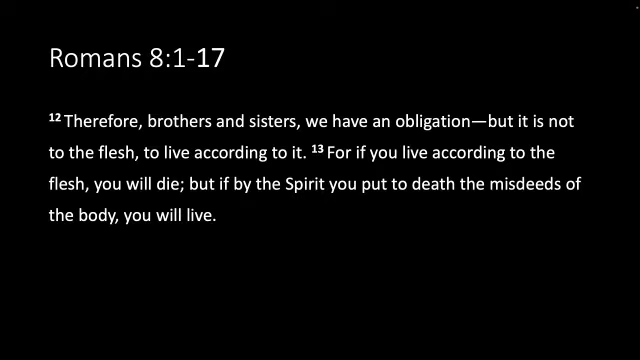 Romans 8:1-17
12 Therefore, brothers and sisters, we have an obligation—but it is not
to the flesh, to live according to it. 13 For if you live according to the
flesh, you will die; but if by the Spirit you put to death the misdeeds of
the body, you will live.